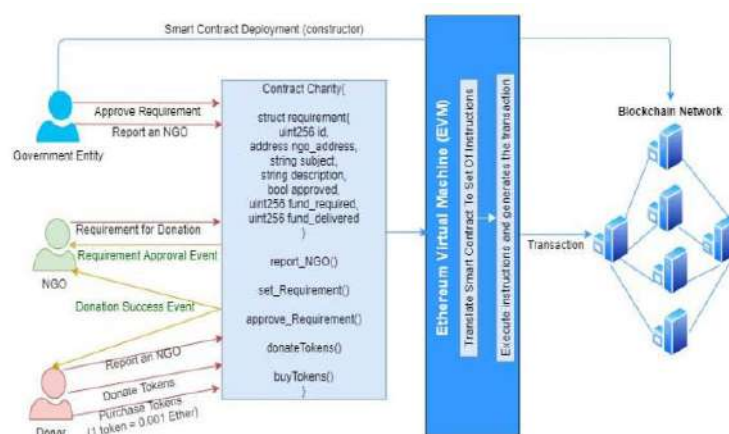 Smart Contract Deployment (constructor)
Approve Requirement
Report an NGO
Government Entity
Requirement for Donation
Requirement Approval Event
NGO
Donation Success Event
Report an NGO
Donate Tokens
Purchase Tokens
(1 token = 0.001 Ether)
Donar
Contract Charity{
struct requirement{
uint256 id,
address ngo_address,
string subject,
string description,
bool approved,
uint256 fund_required,
uint256 fund_delivered
}
report_NGO()
set_Requirement()
approve_Requirement()
donateTokens()
buyTokens()
}
Ethereum Virtual Machine (EVM)
Translate Smart Contract To Set Of Instructions
Execute instructions and generates the transaction
Transaction
Blockchain Network